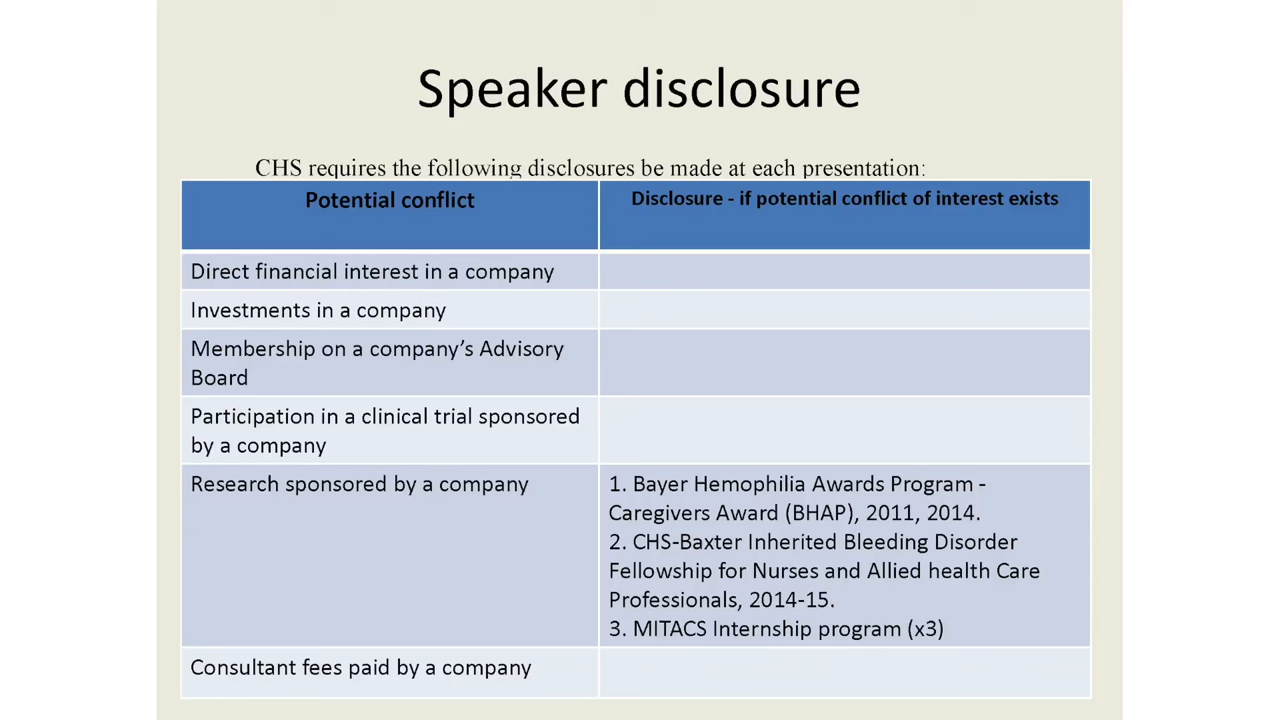 Speaker disclosure
CHS requires the following disclosures be made at each presentation:
Potential conflict
Disclosure - if potential conflict of interest exists
Direct financial interest in a company
Investments in a company
Membership on a company’s Advisory
Board
Participation in a clinical trial sponsored
by a company
Research sponsored by a company
1. Bayer Hemophilia Awards Program -
Caregivers Award (BHAP), 2011, 2014.
2. CHS-Baxter Inherited Bleeding Disorder
Fellowship for Nurses and Allied health Care
Professionals, 2014-15.
3. MITACS Internship program (x3)
Consultant fees paid by a company